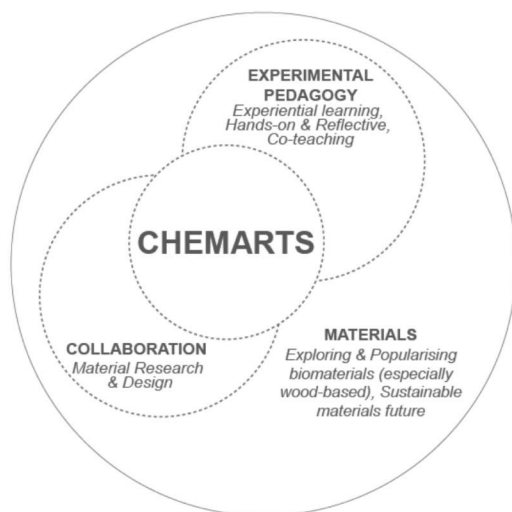 EXPERIMENTAL
PEDAGOGY
Experiential learning,
Hands-on & Reflective,
Co-teaching
CHEMARTS
COLLABORATION
Material Research
& Design
MATERIALS
Exploring & Popularising
biomaterials (especially
wood-based), Sustainable
materials future